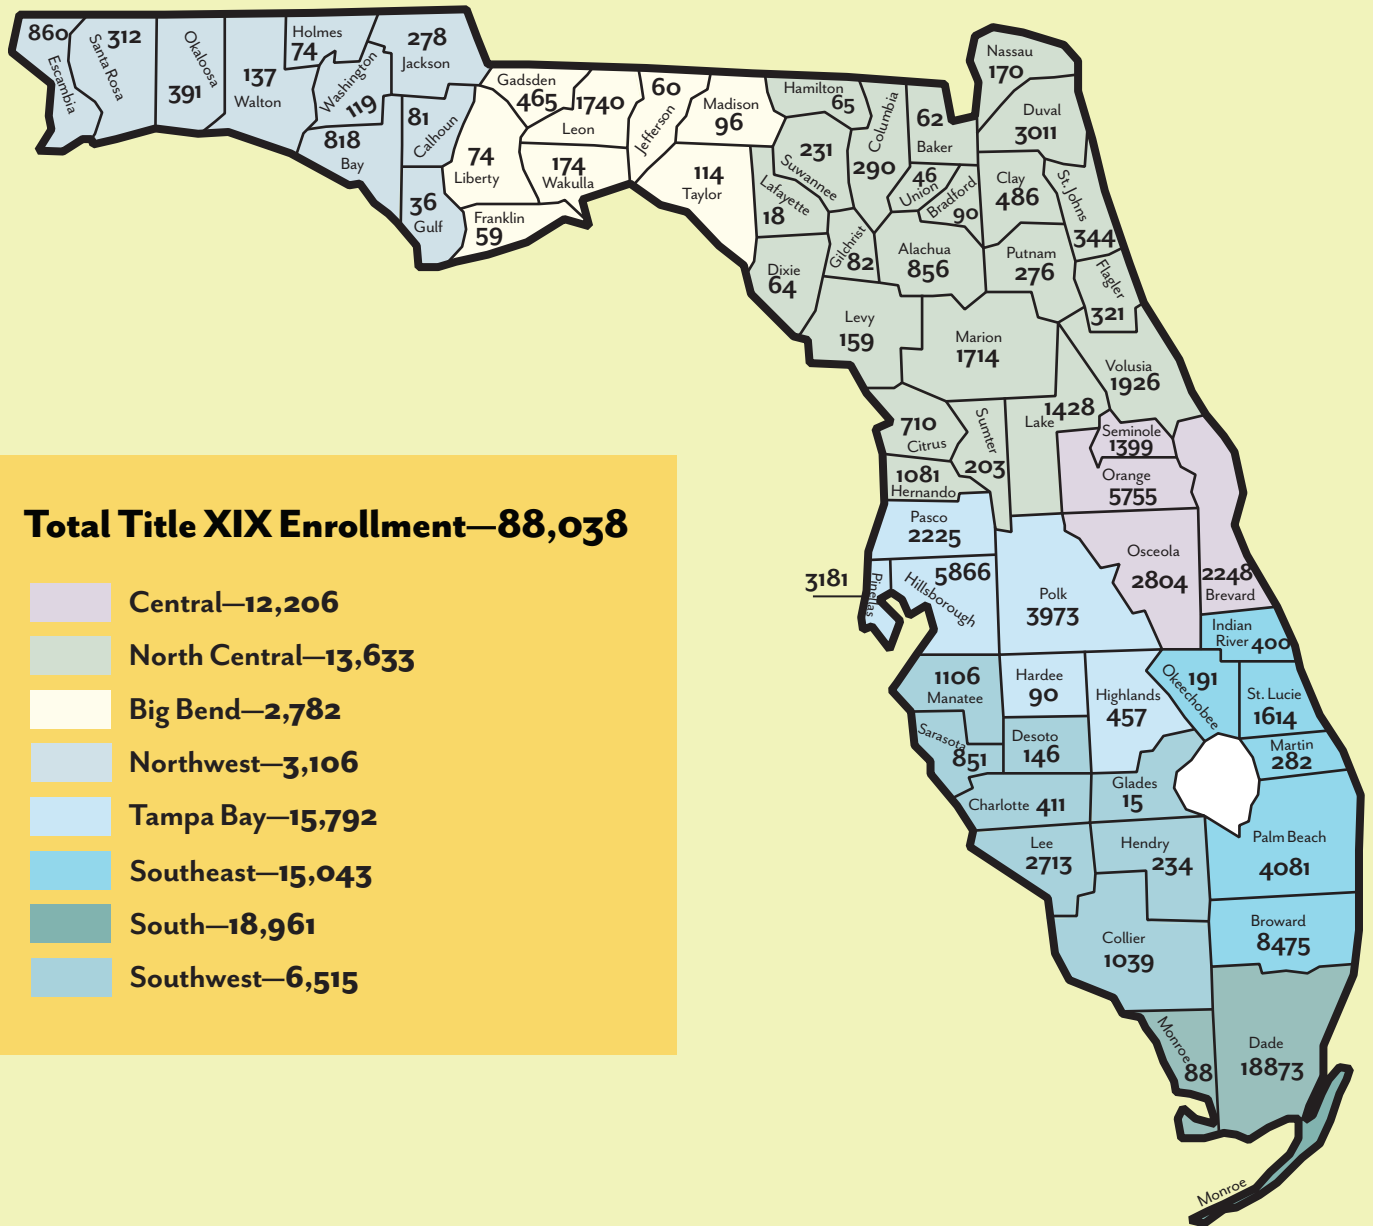 860
Escambia
312
Santa Rosa
Okaloosa
391
137
Walton
Holmes
74
Washington
119
278
Jackson
818
Bay
81
Calhoun
36
Gulf
Gadsden
465
1740
Leon
74
Liberty
174
Wakulla
Franklin
59
60
Jefferson
Madison
96
114
Taylor
Hamilton
65
231
Suwannee
Lafayette
18
Dixie
64
Columbia
290
Gilchrist
82
62
Baker
46
Union
Bradford
90
Alachua
856
Nassau
170
Duval
3011
Clay
486
St. Johns
344
Putnam
276
Flagler
321
Levy
159
Marion
1714
Volusia
1926
710
Citrus
Sumter
203
1428
Lake
1081
Hernando
Seminole
1399
Orange
5755
Pasco
2225
3181
Pinellas
5866
Hillsborough
Polk
3973
Osceola
2804
2248
Brevard
Indian
River 400
1106
Manatee
Hardee
90
Highlands
457
191
Okeechobee
St. Lucie
1614
Sarasota
851
Desoto
146
Martin
282
Charlotte 411
Glades
15
Lee
2713
Hendry
234
Palm Beach
4081
Collier
1039
Broward
8475
Monroe
88
Dade
18873
Monroe
Total Title XIX Enrollment—88,038
Central—12,206
North Central—13,633
Big Bend—2,782
Northwest—3,106
Tampa Bay—15,792
Southeast—15,043
South—18,961
Southwest—6,515